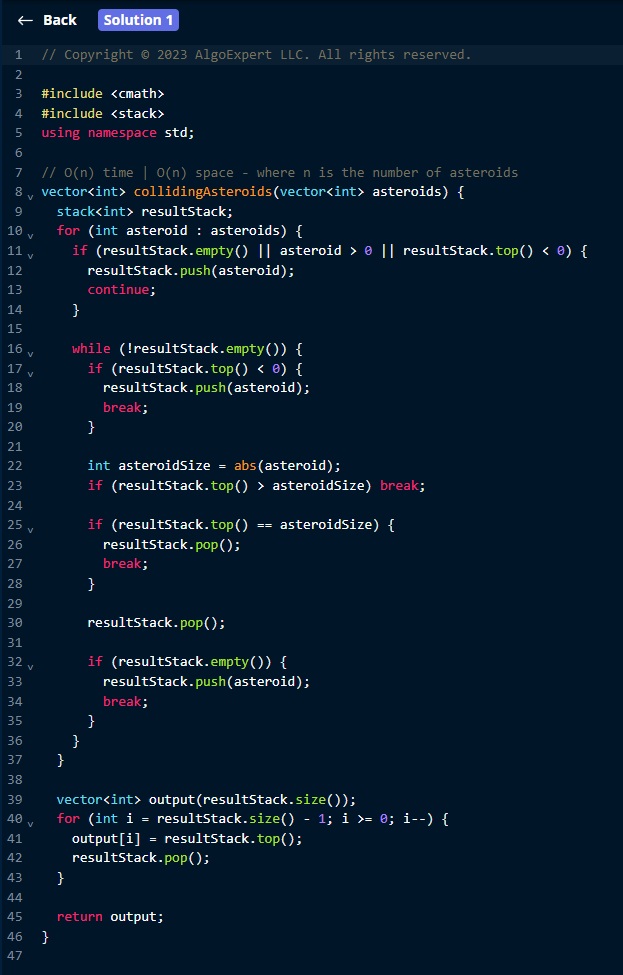 ← Back Solution 1
1 // Copyright © 2023 AlgoExpert LLC. All rights reserved.
2
3 #include <cmath>
4 #include <stack>
5 using namespace std;
6
7 // O(n) time | O(n) space - where n is the number of asteroids
8 vector<int> collidingAsteroids(vector<int> asteroids) {
9   stack<int> resultStack;
10   for (int asteroid : asteroids) {
11     if (resultStack.empty() || asteroid > 0 || resultStack.top() < 0) {
12       resultStack.push(asteroid);
13       continue;
14     }
15
16     while (!resultStack.empty()) {
17       if (resultStack.top() < 0) {
18         resultStack.push(asteroid);
19         break;
20       }
21
22       int asteroidSize = abs(asteroid);
23       if (resultStack.top() > asteroidSize) break;
24
25       if (resultStack.top() == asteroidSize) {
26         resultStack.pop();
27         break;
28       }
29
30       resultStack.pop();
31
32       if (resultStack.empty()) {
33         resultStack.push(asteroid);
34         break;
35       }
36     }
37   }
38
39   vector<int> output(resultStack.size());
40   for (int i = resultStack.size() - 1; i >= 0; i--) {
41     output[i] = resultStack.top();
42     resultStack.pop();
43   }
44
45   return output;
46 }
47